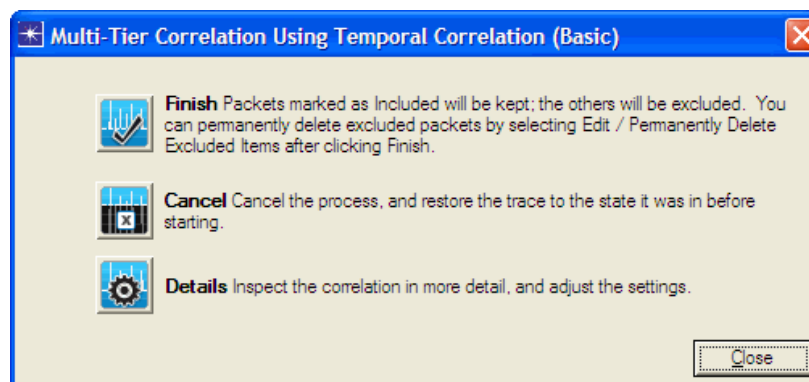 Multi-Tier Correlation Using Temporal Correlation (Basic)
Finish Packets marked as Included will be kept; the others will be excluded. You
can permanently delete excluded packets by selecting Edit / Permanently Delete
Excluded Items after clicking Finish.
Cancel Cancel the process, and restore the trace to the state it was in before
starting.
Details Inspect the correlation in more detail, and adjust the settings.
Close